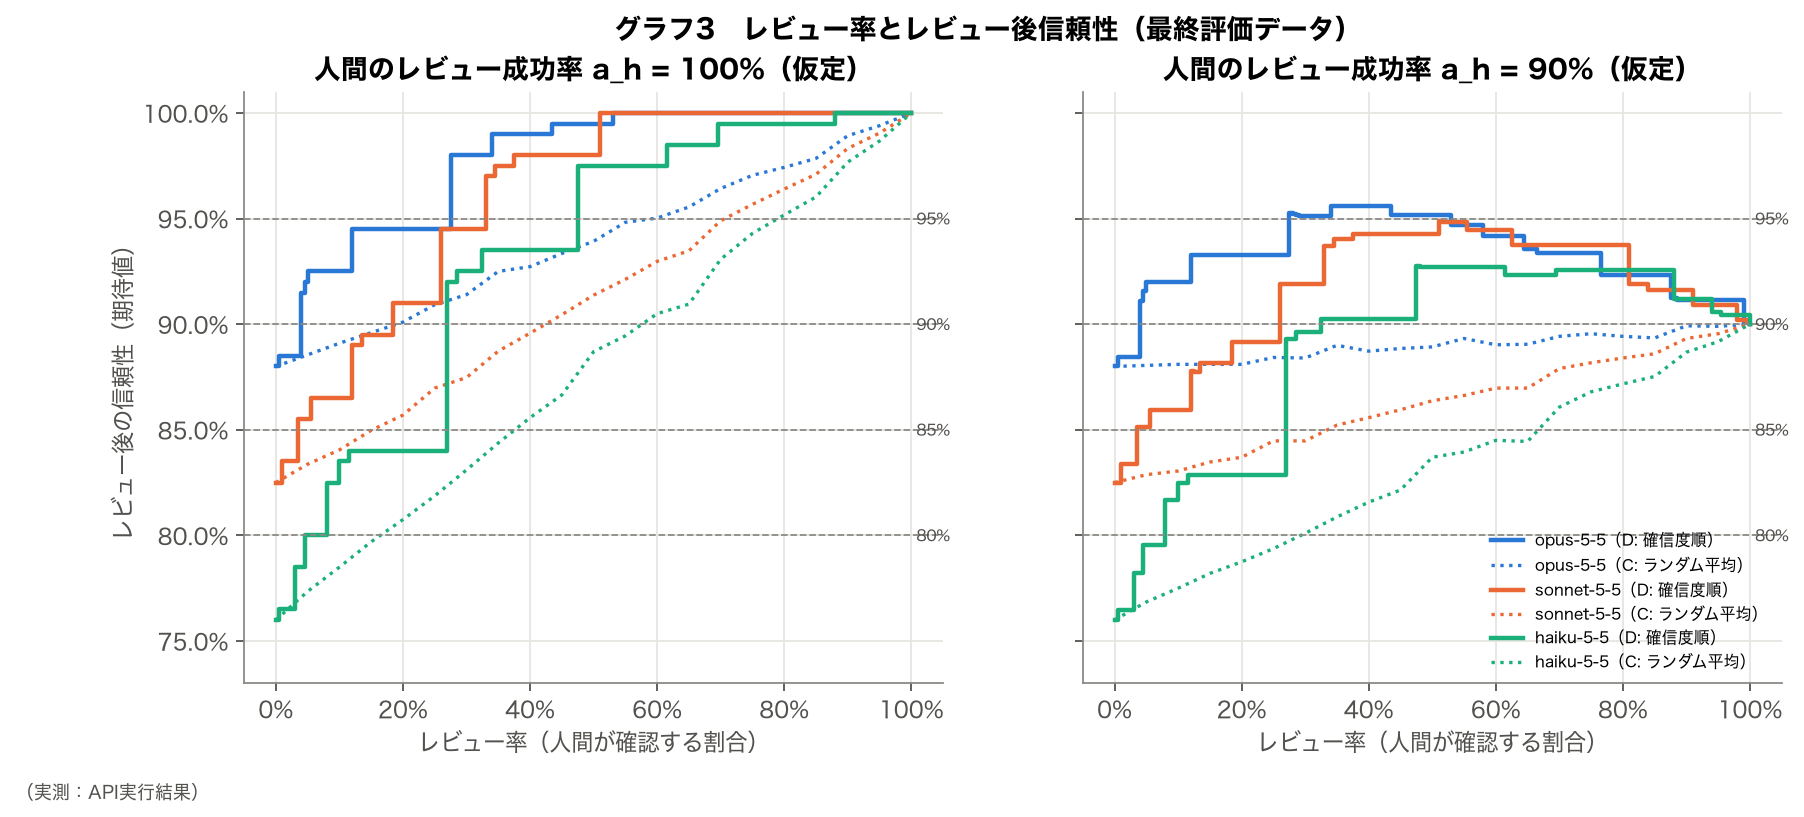 グラフ3　レビュー率とレビュー後信頼性（最終評価データ）
人間のレビュー成功率 a_h = 100%（仮定）
レビュー後の信頼性（期待値）
100.0%
95.0%
90.0%
85.0%
80.0%
75.0%
95%
90%
85%
80%
0%
20%
40%
60%
80%
100%
レビュー率（人間が確認する割合）
人間のレビュー成功率 a_h = 90%（仮定）
95%
90%
85%
80%
opus-5-5（D: 確信度順）
opus-5-5（C: ランダム平均）
sonnet-5-5（D: 確信度順）
sonnet-5-5（C: ランダム平均）
haiku-5-5（D: 確信度順）
haiku-5-5（C: ランダム平均）
0%
20%
40%
60%
80%
100%
レビュー率（人間が確認する割合）
（実測：API実行結果）